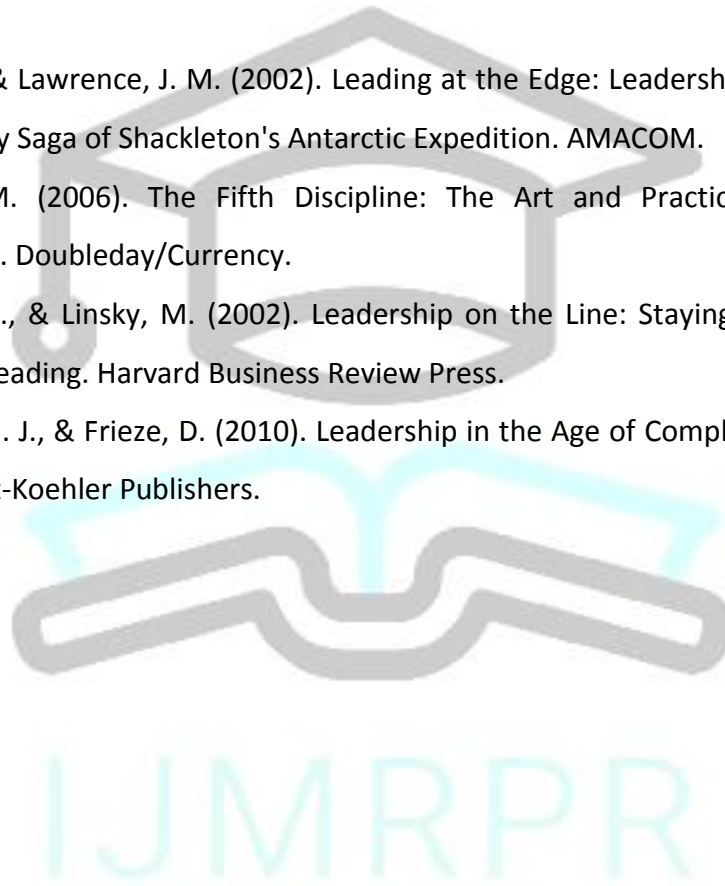 & Lawrence, J. M. (2002). Leading at the Edge: Leadersh
y Saga of Shackleton's Antarctic Expedition. AMACOM.
M. (2006). The Fifth Discipline: The Art and Practic
. Doubleday/Currency.
., & Linsky, M. (2002). Leadership on the Line: Staying
eading. Harvard Business Review Press.
. J., & Frieze, D. (2010). Leadership in the Age of Compl
t-Koehler Publishers.
IJMRPR